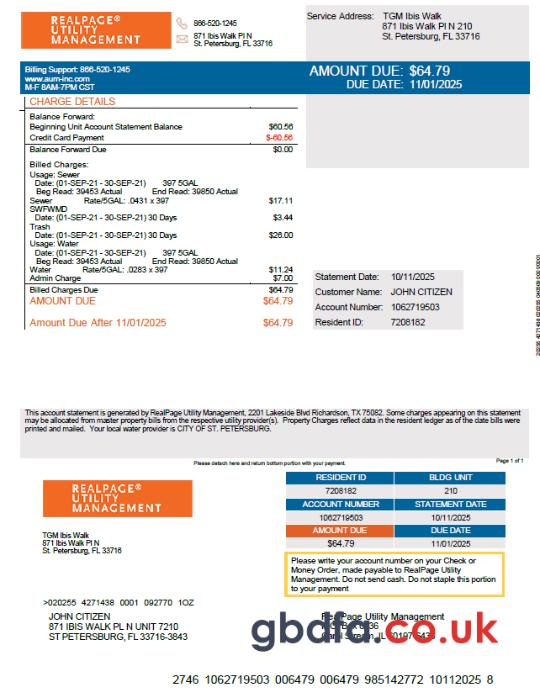 REALPAGE®
UTILITY
MANAGEMENT
866-520-1245
871 Ibis Walk Pl N
St. Petersburg, FL 33716
Service Address: TGM Ibis Walk
871 Ibis Walk Pl N 210
St. Petersburg, FL 33716
Billing Support: 866-520-1245
www.aum-inc.com
M-F 8AM-7PM CST
AMOUNT DUE: $64.79
DUE DATE: 11/01/2025
CHARGE DETAILS
Balance Forward:
Beginning Unit Account Statement Balance $60.56
Credit Card Payment $-60.56
Balance Forward Due $0.00
Billed Charges:
Usage: Sewer
Date: (01-SEP-21 - 30-SEP-21) 397 5GAL
Beg Read: 39453 Actual End Read: 39850 Actual
Sewer Rate/5GAL: .0431 x 397 $17.11
SWFWMD
Date: (01-SEP-21 - 30-SEP-21) 30 Days $3.44
Trash
Date: (01-SEP-21 - 30-SEP-21) 30 Days $26.00
Usage: Water
Date: (01-SEP-21 - 30-SEP-21) 397 5GAL
Beg Read: 39453 Actual End Read: 39850 Actual
Water Rate/5GAL: .0283 x 397 $11.24
Admin Charge $7.00
Billed Charges Due $64.79
AMOUNT DUE $64.79
Amount Due After 11/01/2025 $64.79
Statement Date: 10/11/2025
Customer Name: JOHN CITIZEN
Account Number: 1062719503
Resident ID: 7208182
This account statement is generated by RealPage Utility Management, 2201 Lakeside Blvd Richardson, TX 75082. Some charges appearing on this statement
may be allocated from master property bills from the respective utility provider(s). Property Charges reflect data in the resident ledger as of the date bills were
printed and mailed. Your local water provider is CITY OF ST. PETERSBURG.
Please detach here and return bottom portion with your payment.
Page 1 of 1
REALPAGE®
UTILITY
MANAGEMENT
RESIDENT ID BLDG UNIT
7208182 210
ACCOUNT NUMBER STATEMENT DATE
1062719503 10/11/2025
AMOUNT DUE DUE DATE
$64.79 11/01/2025
TGM Ibis Walk
871 Ibis Walk Pl N
St. Petersburg, FL 33716
Please write your account number on your Check or
Money Order, made payable to RealPage Utility
Management. Do not send cash. Do not staple this portion
to your payment
>020255 4271438 0001 092770 1OZ
JOHN CITIZEN
871 IBIS WALK PL N UNIT 7210
ST PETERSBURG, FL 33716-3843
RealPage Utility Management
Carol Stream, IL
gbdfa.co.uk
2746 1062719503 006479 006479 985142772 10112025 8